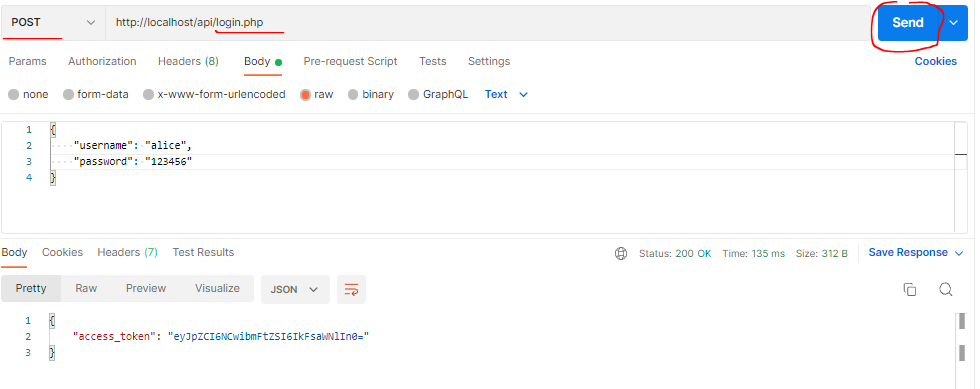 POST http://localhost/api/login.php Send
Params Authorization Headers (8) Body Pre-request Script Tests Settings Cookies
none form-data x-www-form-urlencoded raw binary GraphQL Text
1 {
2 "username": "alice",
3 "password": "123456"
4 }
Body Cookies Headers (7) Test Results Status: 200 OK Time: 135 ms Size: 312 B Save Response
Pretty Raw Preview Visualize JSON
1 {
2 "access_token": "eyJpZCI6NCwibmFtZSI6IkFsaWNlIn0="
3 }